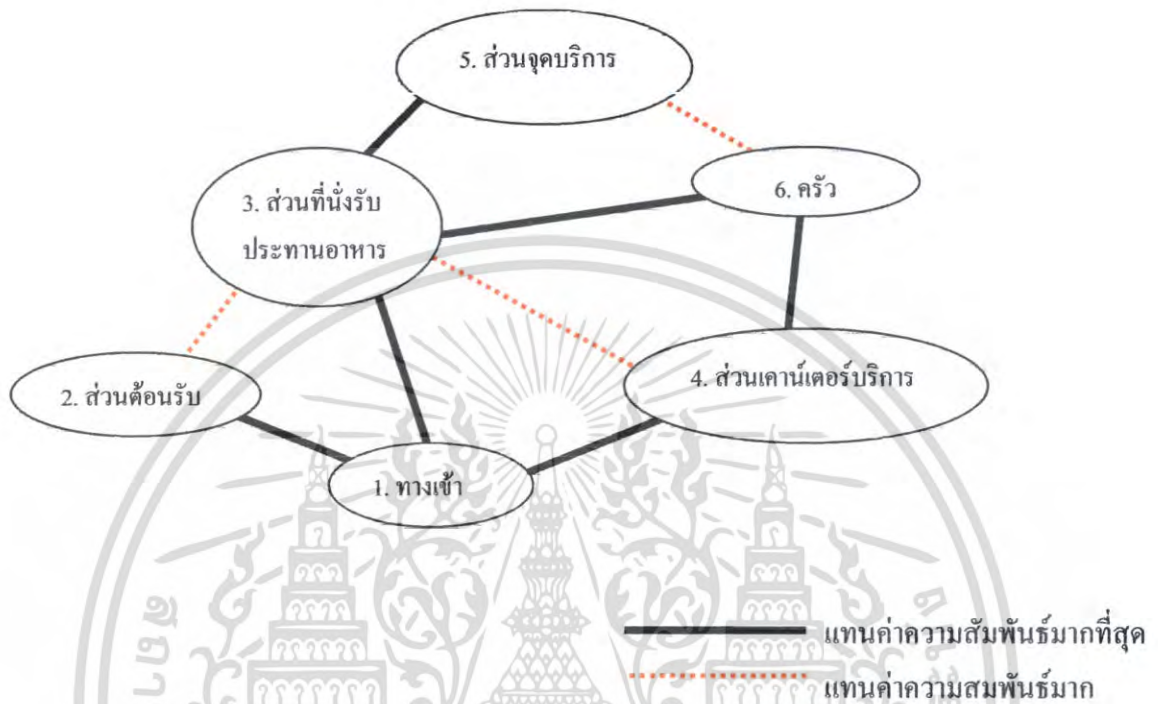 5. ส่วนจุดบริการ
6. ครัว
3. ส่วนที่นั่งรับ
ประทานอาหาร
4. ส่วนเคาน์เตอร์บริการ
2. ส่วนต้อนรับ
1. ทางเข้า
แทนค่าความสัมพันธ์มากที่สุด
แทนค่าความสมพันธ์มาก